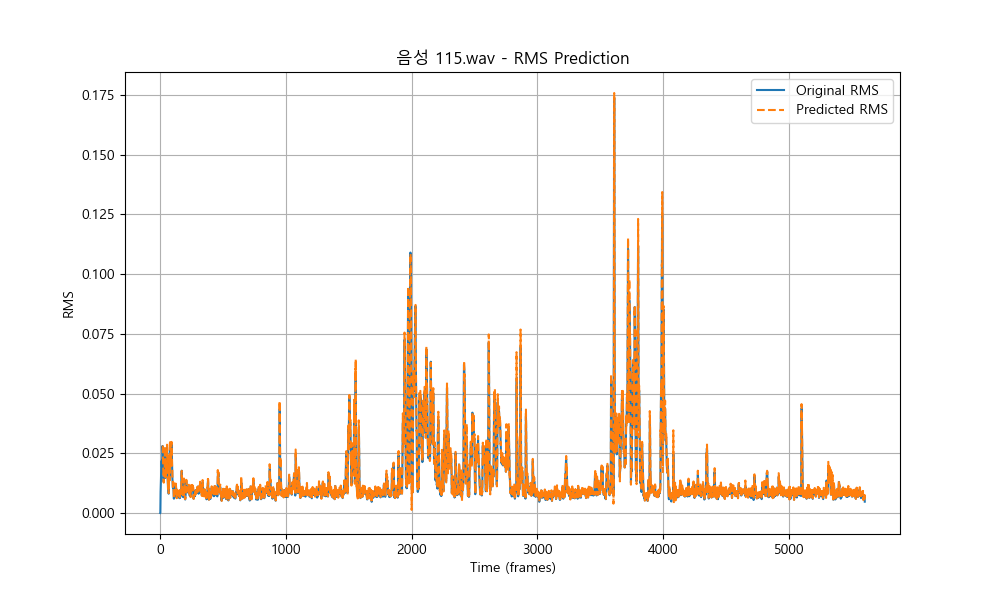 음성 115.wav - RMS Prediction
Original RMS
Predicted RMS
RMS
0.175
0.150
0.125
0.100
0.075
0.050
0.025
0.000
0 1000 2000 3000 4000 5000
Time (frames)